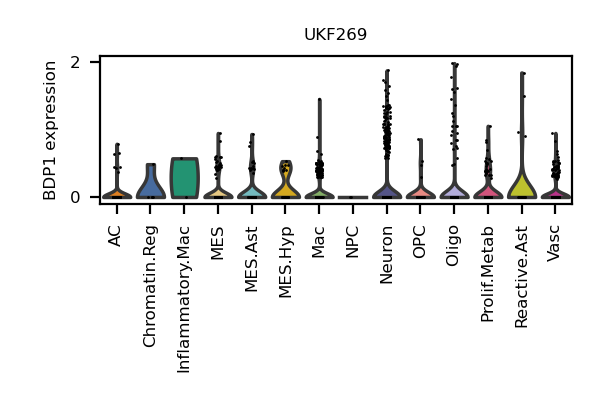 UKF269
BDP1 expression
2
0
AC
Chromatin.Reg
Inflammatory.Mac
MES
MES.Ast
MES.Hyp
Mac
NPC
Neuron
OPC
Oligo
Prolif.Metab
Reactive.Ast
Vasc